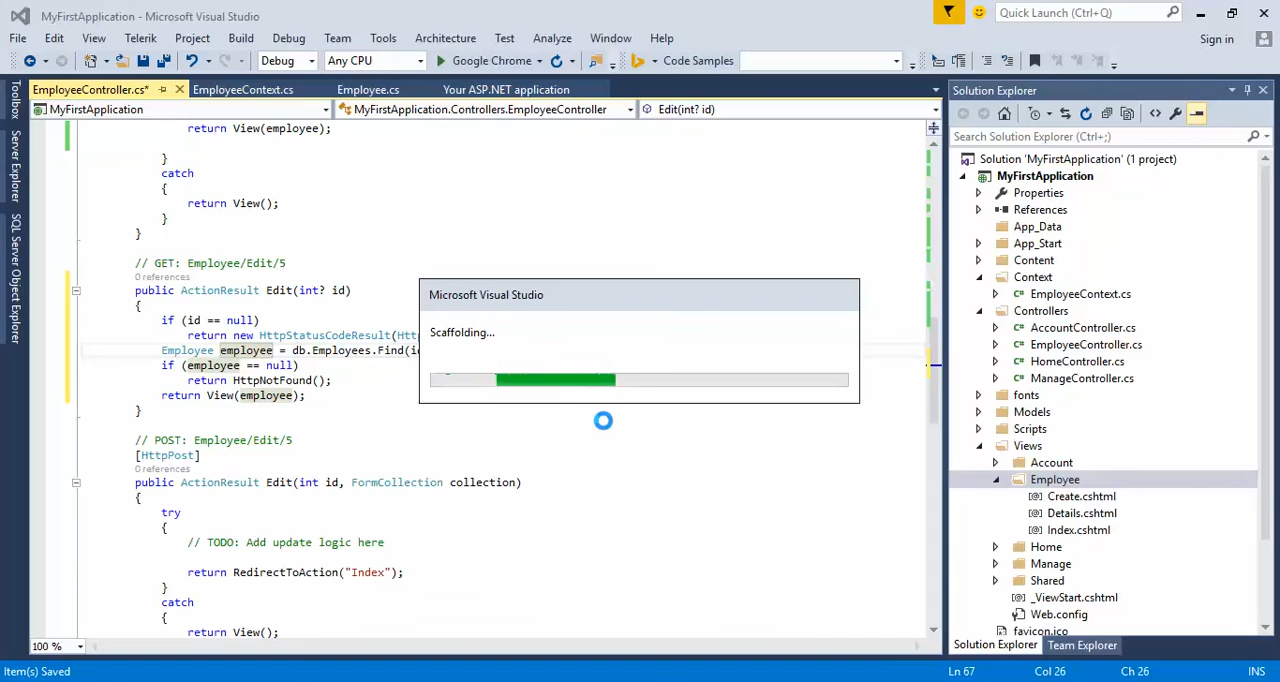 MyFirstApplication - Microsoft Visual Studio
Quick Launch (Ctrl+Q)
File Edit View Telerik Project Build Debug Team Tools Architecture Test Analyze Window Help
Sign in
Debug Any CPU Google Chrome Code Samples
EmployeeController.cs* EmployeeContext.cs Employee.cs Your ASP.NET application
MyFirstApplication MyFirstApplication.Controllers.EmployeeController Edit(int? id)
Toolbox
Server Explorer
SQL Server Object Explorer
return View(employee);
}
catch
{
return View();
}
}
// GET: Employee/Edit/5
0 references
public ActionResult Edit(int? id)
{
if (id == null)
return new HttpStatusCodeResult(
Employee employee = db.Employees.Find(
if (employee == null)
return HttpNotFound();
return View(employee);
}
// POST: Employee/Edit/5
[HttpPost]
0 references
public ActionResult Edit(int id, FormCollection collection)
{
try
{
// TODO: Add update logic here
return RedirectToAction("Index");
}
catch
{
return View();
100 %
Microsoft Visual Studio
Scaffolding...
Solution Explorer
Search Solution Explorer (Ctrl+;)
Solution 'MyFirstApplication' (1 project)
MyFirstApplication
Properties
References
App_Data
App_Start
Content
Context
EmployeeContext.cs
Controllers
AccountController.cs
EmployeeController.cs
HomeController.cs
ManageController.cs
fonts
Models
Scripts
Views
Account
Employee
Create.cshtml
Details.cshtml
Index.cshtml
Home
Manage
Shared
_ViewStart.cshtml
Web.config
favicon.ico
Solution Explorer Team Explorer
Item(s) Saved Ln 67 Col 26 Ch 26 INS